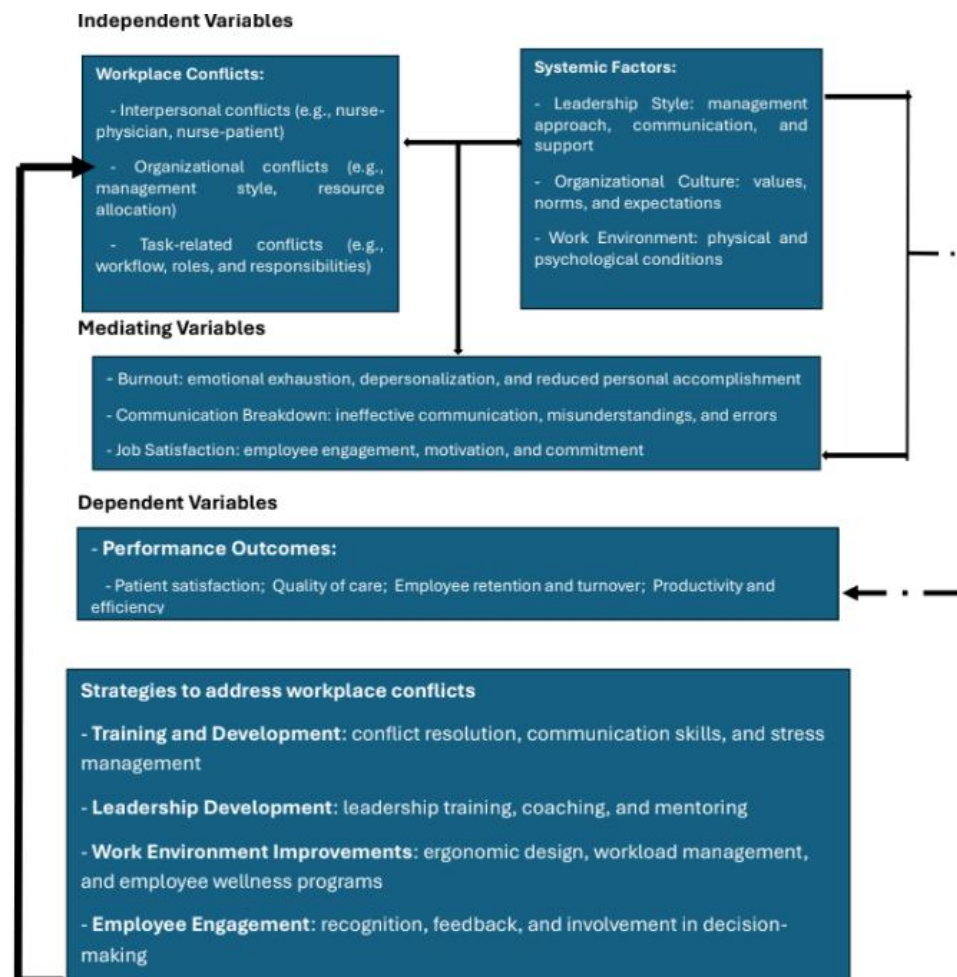 Independent Variables
Workplace Conflicts:
- Interpersonal conflicts (e.g., nurse-
physician, nurse-patient)
- Organizational conflicts (e.g.,
management style, resource
allocation)
- Task-related conflicts (e.g.,
workflow, roles, and responsibilities)
Systemic Factors:
- Leadership Style: management
approach, communication, and
support
- Organizational Culture: values,
norms, and expectations
- Work Environment: physical and
psychological conditions
Mediating Variables
- Burnout: emotional exhaustion, depersonalization, and reduced personal accomplishment
- Communication Breakdown: ineffective communication, misunderstandings, and errors
- Job Satisfaction: employee engagement, motivation, and commitment
Dependent Variables
- Performance Outcomes:
- Patient satisfaction; Quality of care; Employee retention and turnover; Productivity and
efficiency
Strategies to address workplace conflicts
- Training and Development: conflict resolution, communication skills, and stress
management
- Leadership Development: leadership training, coaching, and mentoring
- Work Environment Improvements: ergonomic design, workload management,
and employee wellness programs
- Employee Engagement: recognition, feedback, and involvement in decision-
making